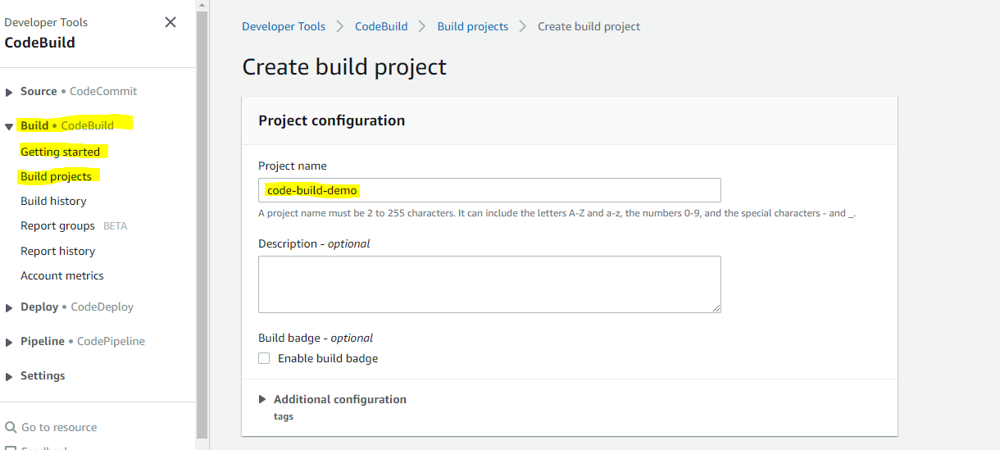 Developer Tools
CodeBuild
Source • CodeCommit
Build • CodeBuild
Getting started
Build projects
Build history
Report groups BETA
Report history
Account metrics
Deploy • CodeDeploy
Pipeline • CodePipeline
Settings
Go to resource
Feedback
Developer Tools > CodeBuild > Build projects > Create build project
Create build project
Project configuration
Project name
code-build-demo
A project name must be 2 to 255 characters. It can include the letters A-Z and a-z, the numbers 0-9, and the special characters - and _.
Description - optional
Build badge - optional
Enable build badge
Additional configuration
tags